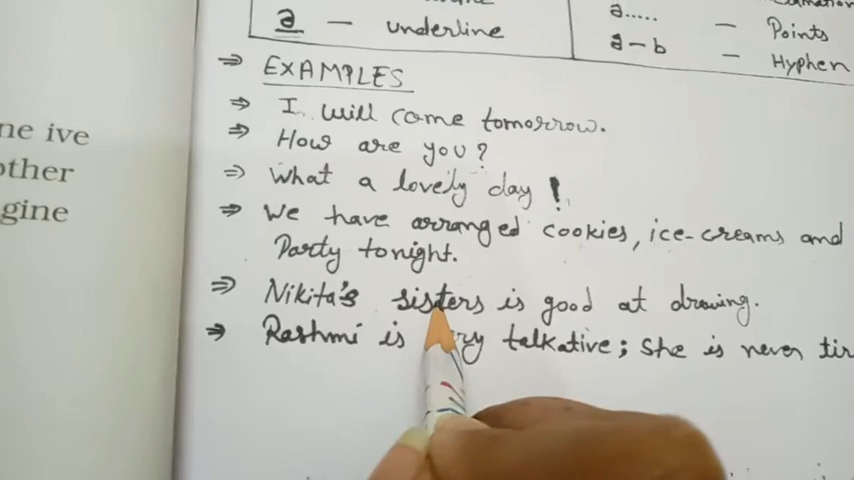 a — underline
a..... — Points
a-b — Hyphen
ne ive
other
gine
⇒ EXAMPLES
⇒ I will come tomorrow.
⇒ How are you?
⇒ What a lovely day !
⇒ We have arranged cookies, ice-creams and
Party tonight.
⇒ Nikita's sisters is good at drowing.
⇒ Rashmi is talkative; She is never